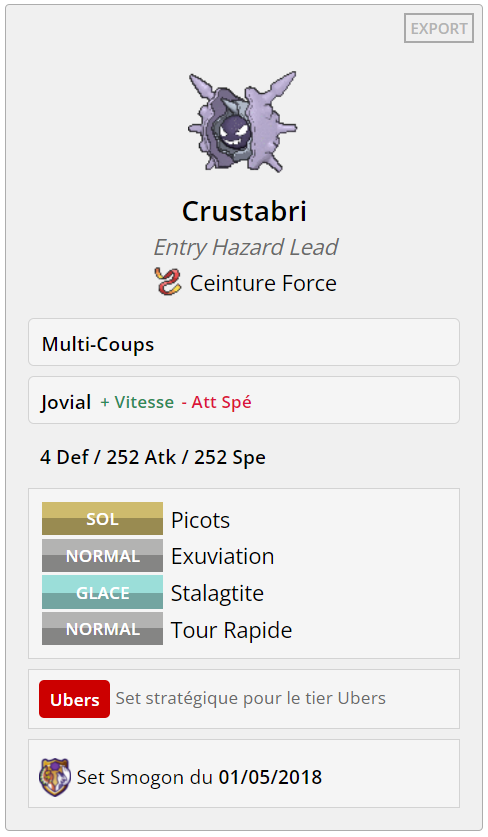 EXPORT
Crustabri
Entry Hazard Lead
Ceinture Force
Multi-Coups
Jovial + Vitesse - Att Spé
4 Def / 252 Atk / 252 Spe
SOL Picots
NORMAL Exuviation
GLACE Stalagtite
NORMAL Tour Rapide
Ubers Set stratégique pour le tier Ubers
Set Smogon du 01/05/2018